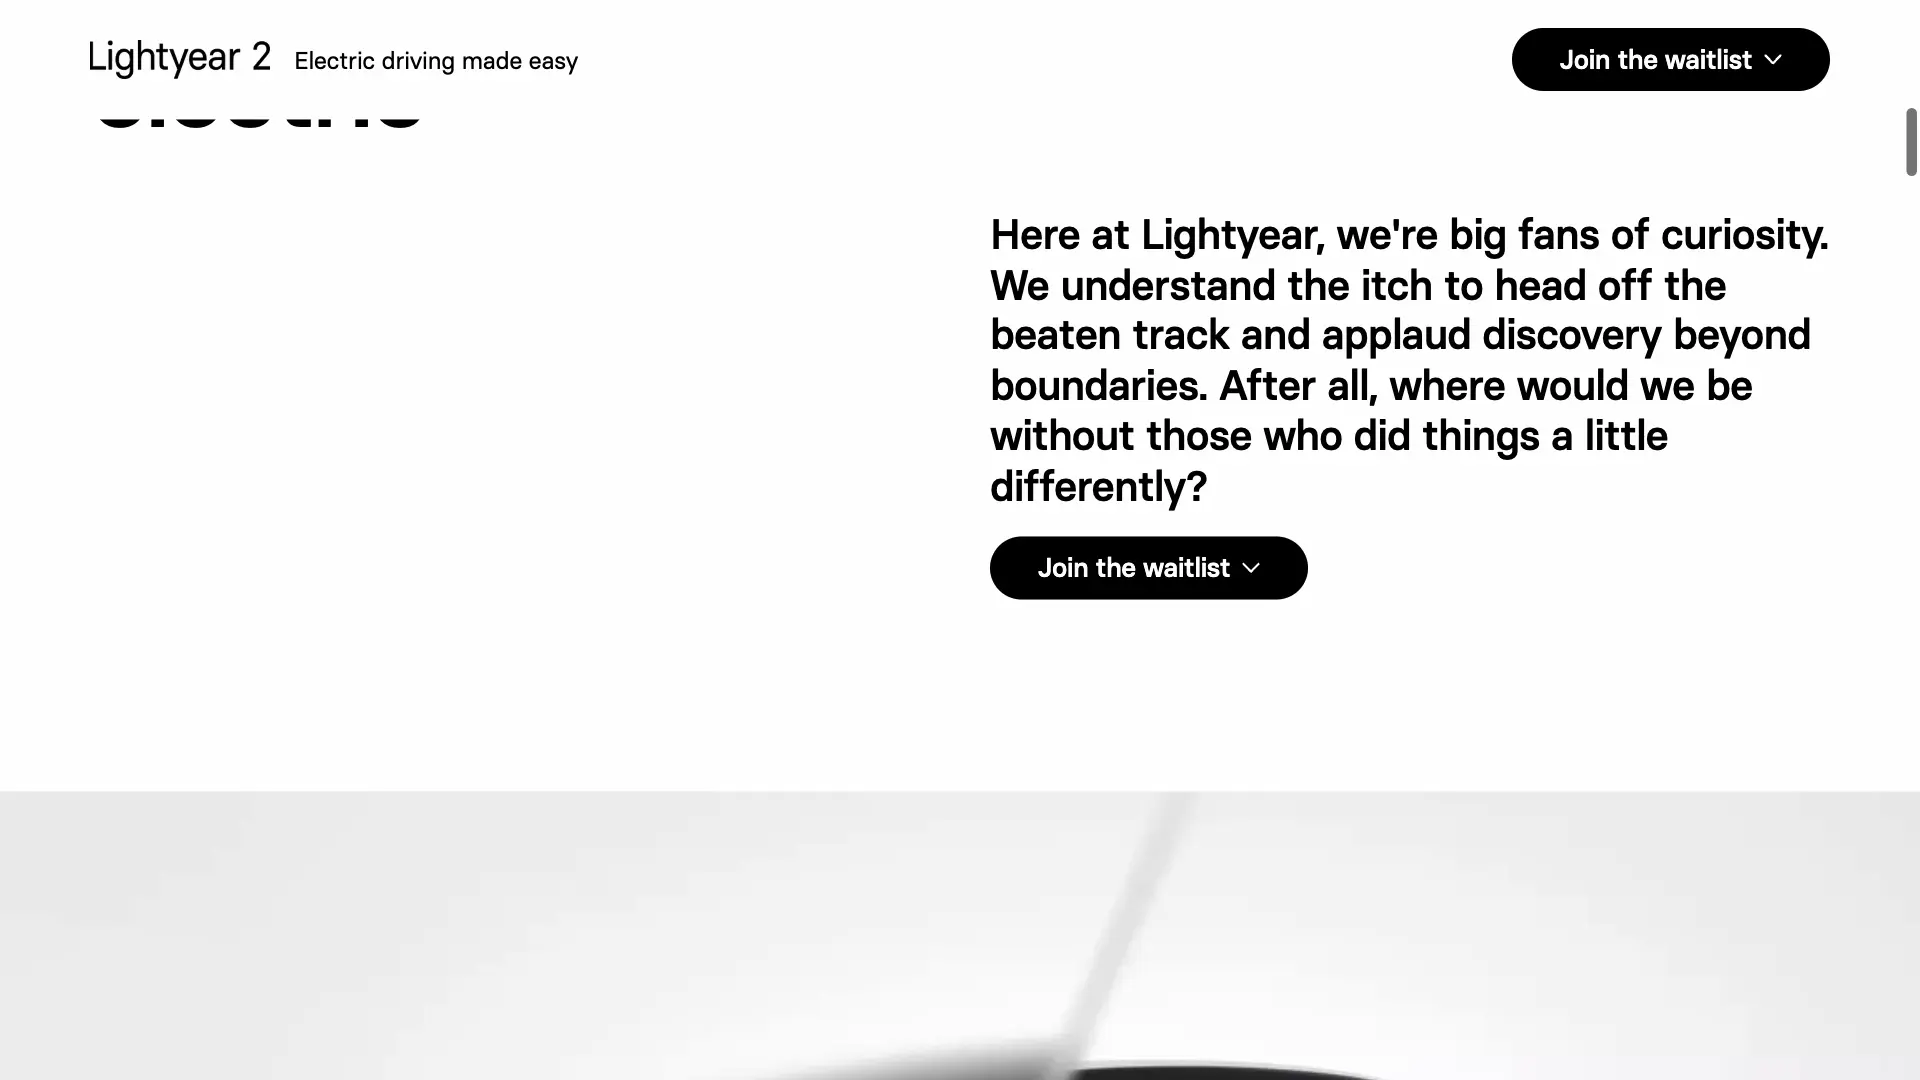 Lightyear 2 Electric driving made easy
Join the waitlist
Here at Lightyear, we're big fans of curiosity.
We understand the itch to head off the
beaten track and applaud discovery beyond
boundaries. After all, where would we be
without those who did things a little
differently?
Join the waitlist